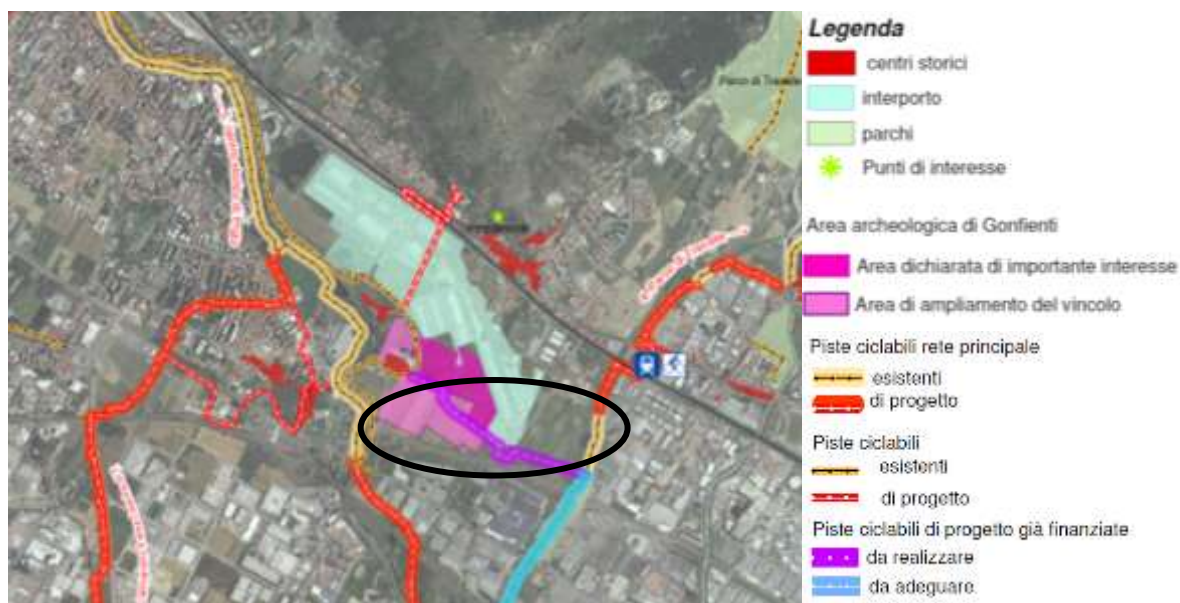 Legenda
centri storici
interporto
parchi
Punti di interesse
Area archeologica di Gonfienti
Area dichiarata di importante interesse
Area di ampliamento del vincolo
Piste ciclabili rete principale
esistenti
di progetto
Piste ciclabili
esistenti
di progetto
Piste ciclabili di progetto già finanziate
da realizzare
da adeguare